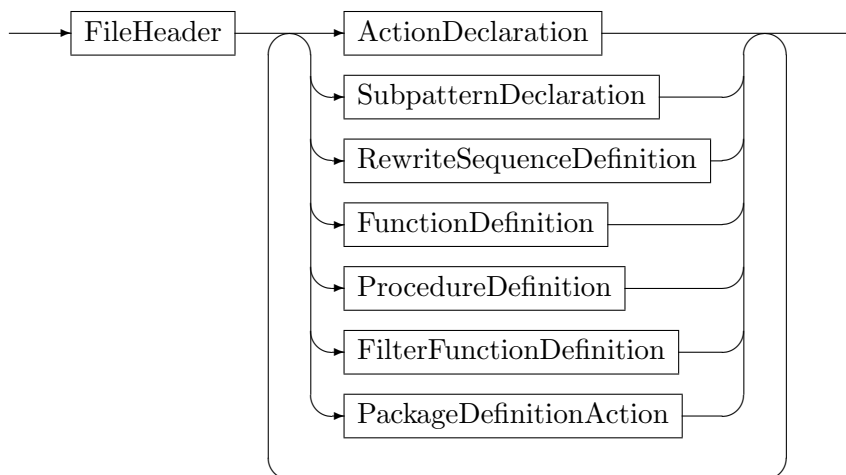 FileHeader
ActionDeclaration
SubpatternDeclaration
RewriteSequenceDefinition
FunctionDefinition
ProcedureDefinition
FilterFunctionDefinition
PackageDefinitionAction